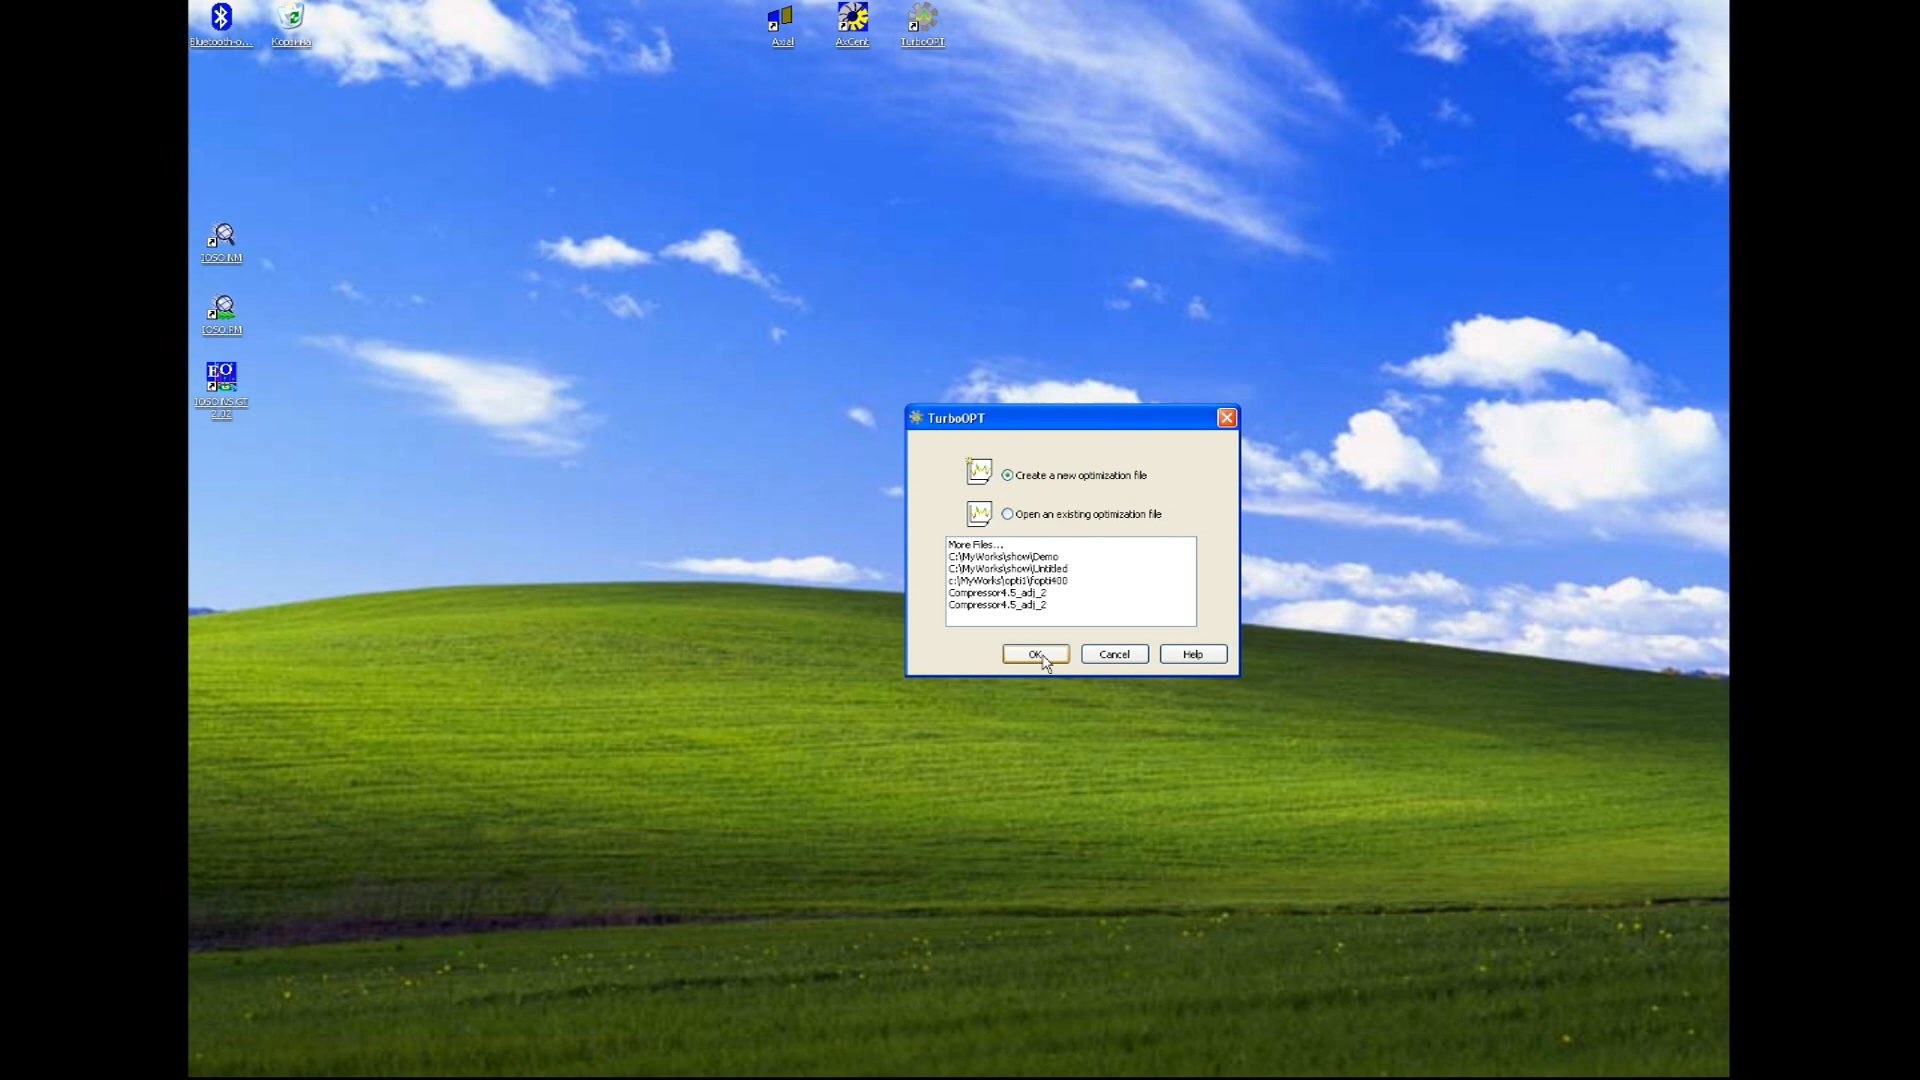 Bluetooth-о...
Корзина
Axial
AxCent
TurboOPT
IOSO NM
IOSO PM
IOSO NS GT
2.02
TurboOPT
Create a new optimization file
Open an existing optimization file
More Files...
C:\MyWorks\show\Demo
C:\MyWorks\show\Untitled
c:\MyWorks\opti1\fopti400
Compressor4.5_adj_2
Compressor4.5_adj_2
OK
Cancel
Help